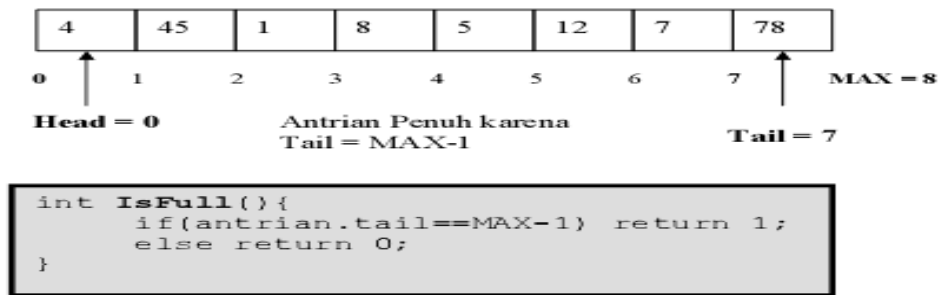 4 45 1 8 5 12 7 78
0 1 2 3 4 5 6 7 MAX = 8
Head = 0
Antrian Penuh karena
Tail = MAX-1
Tail = 7
int IsFull(){
if(antrian.tail==MAX-1) return 1;
else return 0;
}